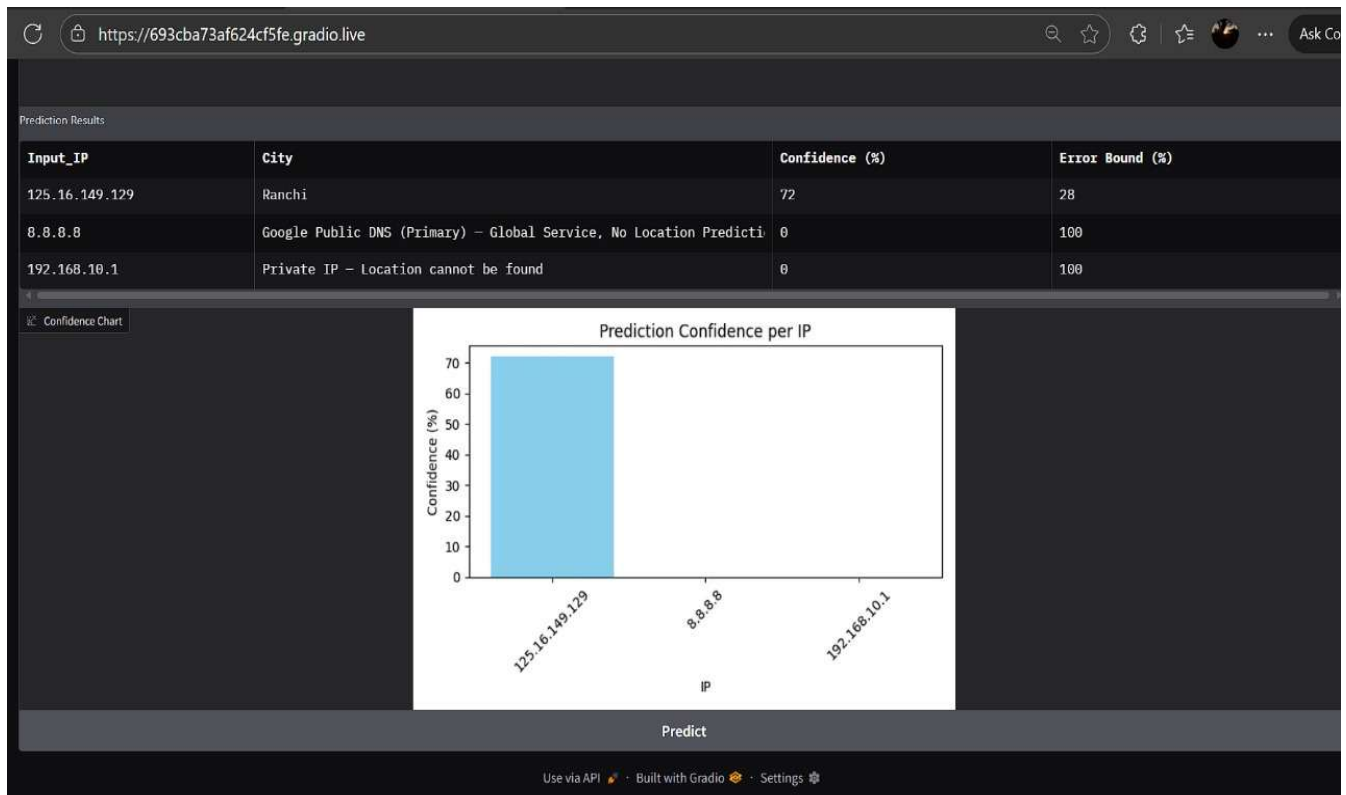 https://693cba73af624cf5fe.gradio.live
Ask Co
Prediction Results
Input_IP City Confidence (%) Error Bound (%)
125.16.149.129 Ranchi 72 28
8.8.8.8 Google Public DNS (Primary) — Global Service, No Location Predicti 0 100
192.168.10.1 Private IP — Location cannot be found 0 100
Confidence Chart
Prediction Confidence per IP
Confidence (%)
70
60
50
40
30
20
10
0
125.16.149.129 8.8.8.8 192.168.10.1
IP
Predict
Use via API · Built with Gradio · Settings